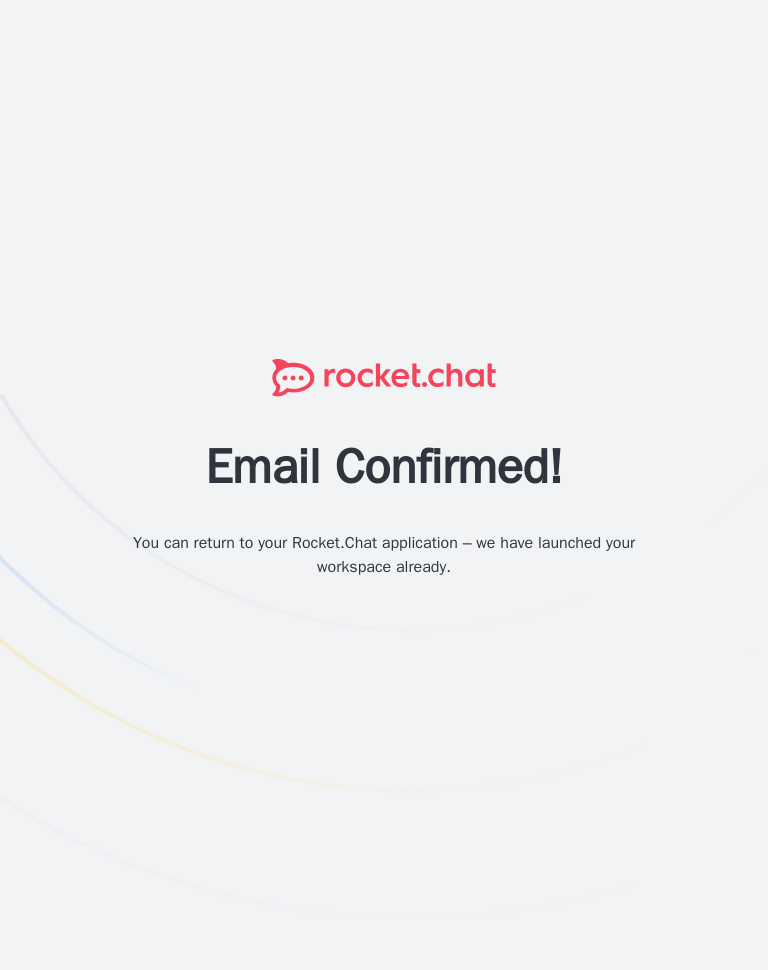 rocket.chat
Email Confirmed!
You can return to your Rocket.Chat application – we have launched your
workspace already.